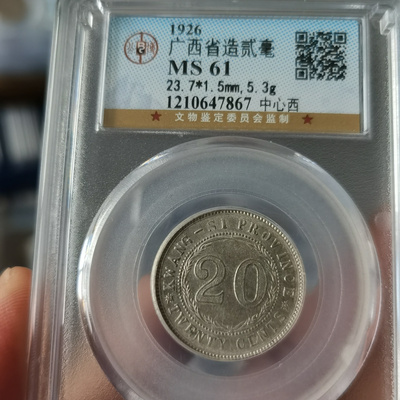 1926
广西省造贰毫
MS 61
23.7*1.5mm,5.3g
1210647867 中心西
★ 文物鉴定委员会监制 ★
KWANG-SI PROVINCE
20
TWENTY CENTS